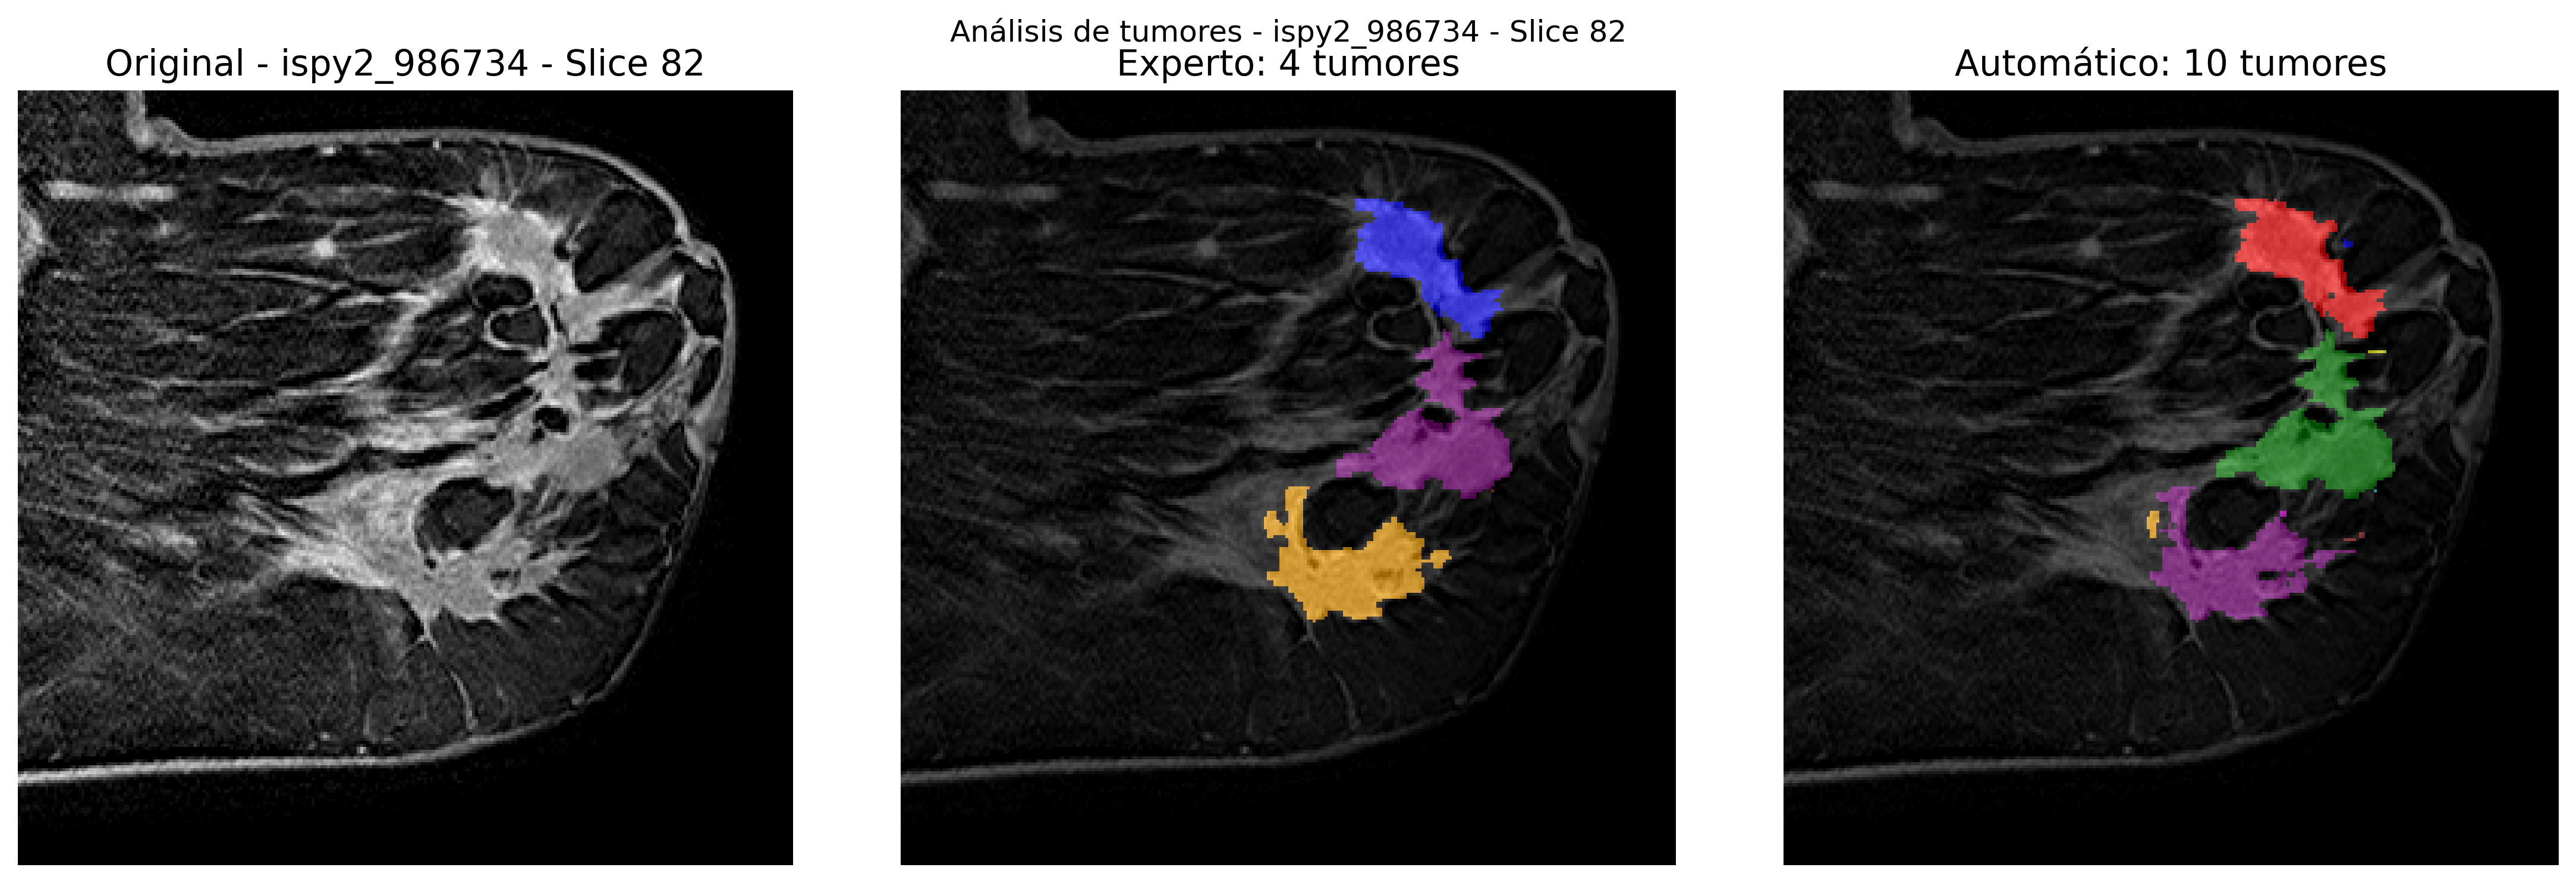 Análisis de tumores - ispy2_986734 - Slice 82
Original - ispy2_986734 - Slice 82
Experto: 4 tumores
Automático: 10 tumores